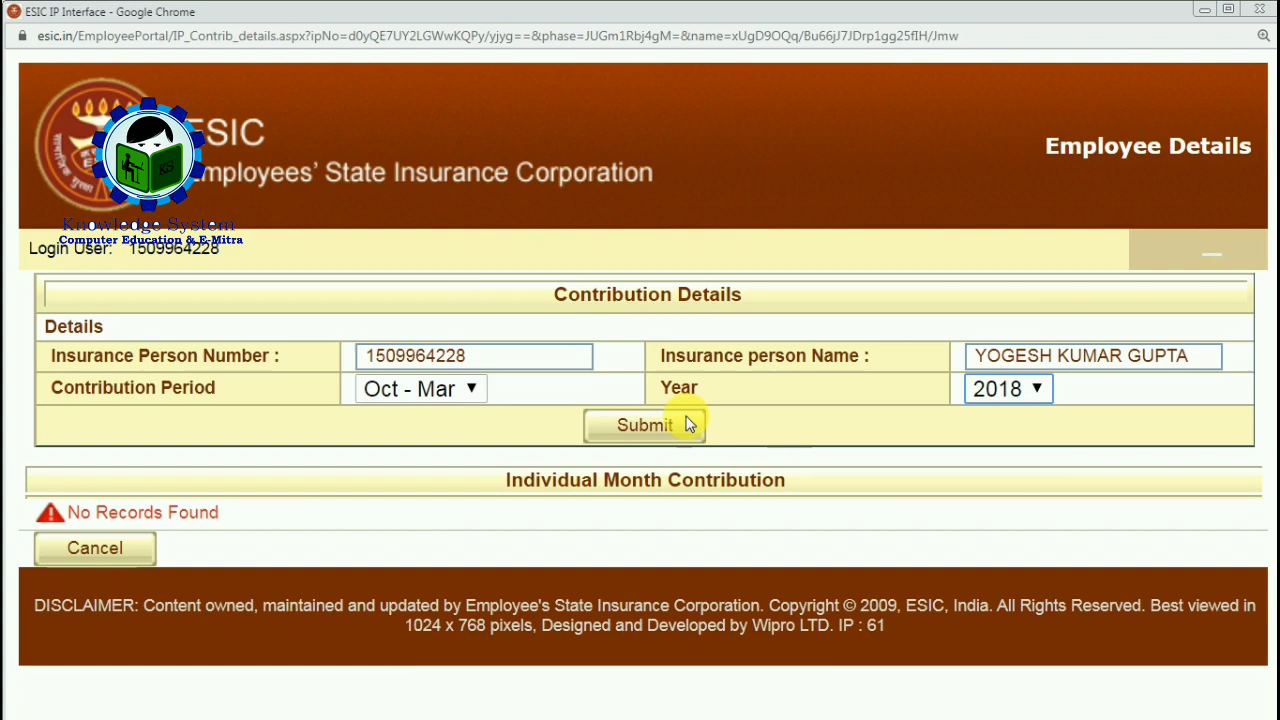 ESIC IP Interface - Google Chrome
esic.in/EmployeePortal/IP_Contrib_details.aspx?ipNo=d0yQE7UY2LGWwKQPy/yjyg==&phase=JUGm1Rbj4gM=&name=xUgD9OQq/Bu66jJ7JDrp1gg25fIH/Jmw
ESIC
Employees' State Insurance Corporation
Employee Details
KS
Knowledge System
Computer Education & E-Mitra
Login User: 1509964228
Contribution Details
Details
Insurance Person Number : 1509964228 Insurance person Name : YOGESH KUMAR GUPTA
Contribution Period Oct - Mar Year 2018
Submit
Individual Month Contribution
No Records Found
Cancel
DISCLAIMER: Content owned, maintained and updated by Employee's State Insurance Corporation. Copyright © 2009, ESIC, India. All Rights Reserved. Best viewed in
1024 x 768 pixels, Designed and Developed by Wipro LTD. IP : 61